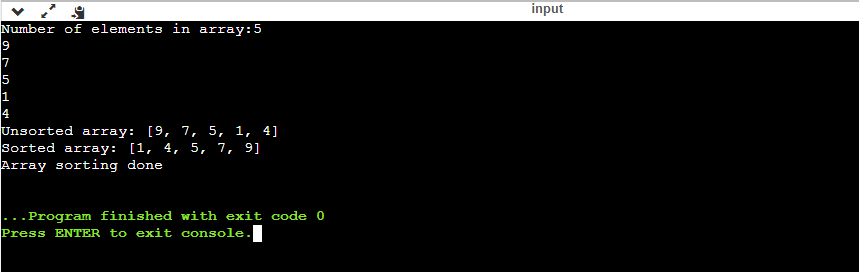 input
Number of elements in array:5
9
7
5
1
4
Unsorted array: [9, 7, 5, 1, 4]
Sorted array: [1, 4, 5, 7, 9]
Array sorting done
...Program finished with exit code 0
Press ENTER to exit console.